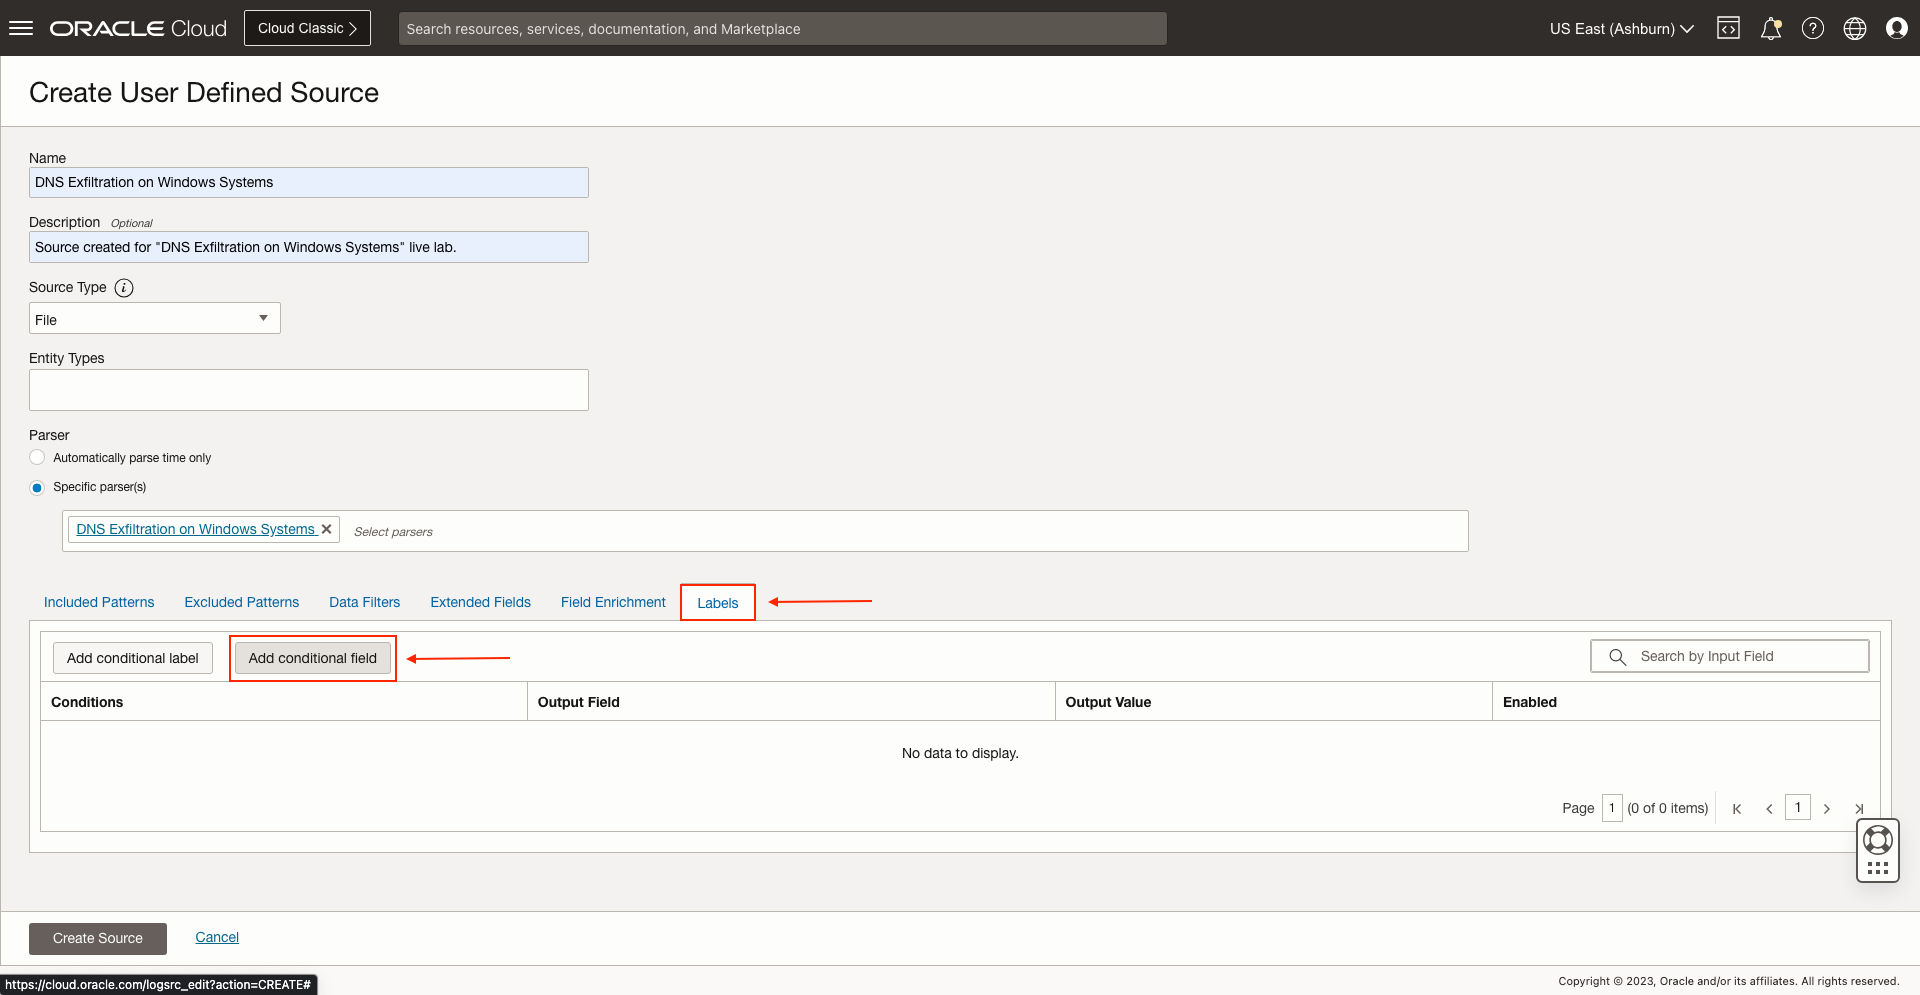 ORACLE Cloud
Cloud Classic
Search resources, services, documentation, and Marketplace
US East (Ashburn)
Create User Defined Source
Name
DNS Exfiltration on Windows Systems
Description Optional
Source created for "DNS Exfiltration on Windows Systems" live lab.
Source Type i
File
Entity Types
Parser
Automatically parse time only
Specific parser(s)
DNS Exfiltration on Windows Systems Select parsers
Included Patterns Excluded Patterns Data Filters Extended Fields Field Enrichment Labels
Add conditional label Add conditional field Search by Input Field
Conditions Output Field Output Value Enabled
No data to display.
Page 1 (0 of 0 items) 1
Create Source Cancel
https://cloud.oracle.com/logsrc_edit?action=CREATE#
Copyright © 2023, Oracle and/or its affiliates. All rights reserved.